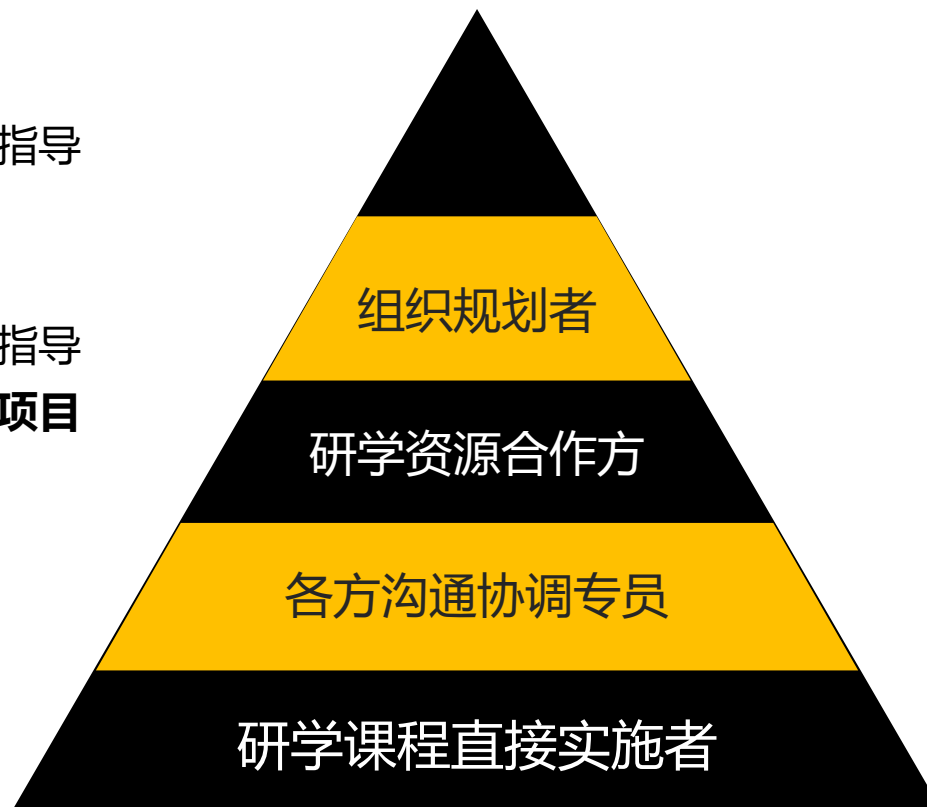 指导
指导
项目
组织规划者
研学资源合作方
各方沟通协调专员
研学课程直接实施者